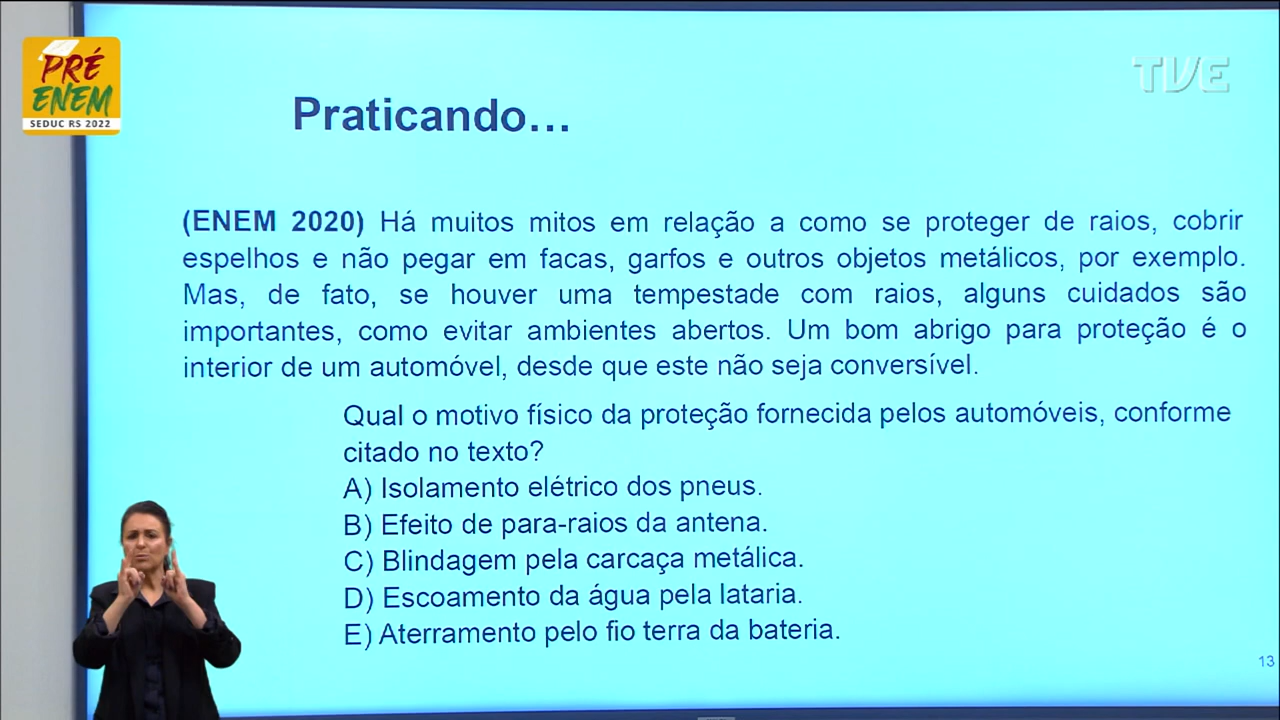 PRÉ
ENEM
SEDUC RS 2022
TVE
Praticando...
(ENEM 2020) Há muitos mitos em relação a como se proteger de raios, cobrir
espelhos e não pegar em facas, garfos e outros objetos metálicos, por exemplo.
Mas, de fato, se houver uma tempestade com raios, alguns cuidados são
importantes, como evitar ambientes abertos. Um bom abrigo para proteção é o
interior de um automóvel, desde que este não seja conversível.
Qual o motivo físico da proteção fornecida pelos automóveis, conforme
citado no texto?
A) Isolamento elétrico dos pneus.
B) Efeito de para-raios da antena.
C) Blindagem pela carcaça metálica.
D) Escoamento da água pela lataria.
E) Aterramento pelo fio terra da bateria.
13